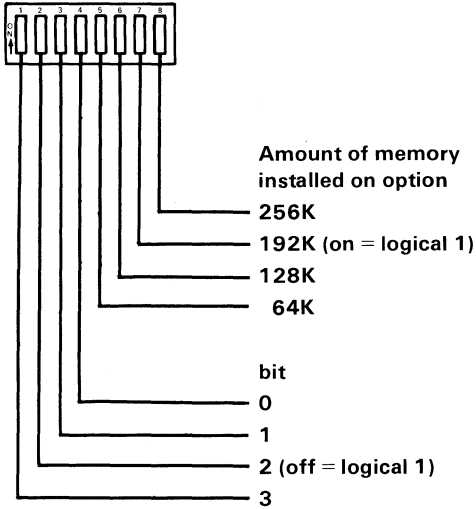 1 2 3 4 5 6 7 8
ON
Amount of memory
installed on option
256K
192K (on = logical 1)
128K
64K
bit
0
1
2 (off = logical 1)
3